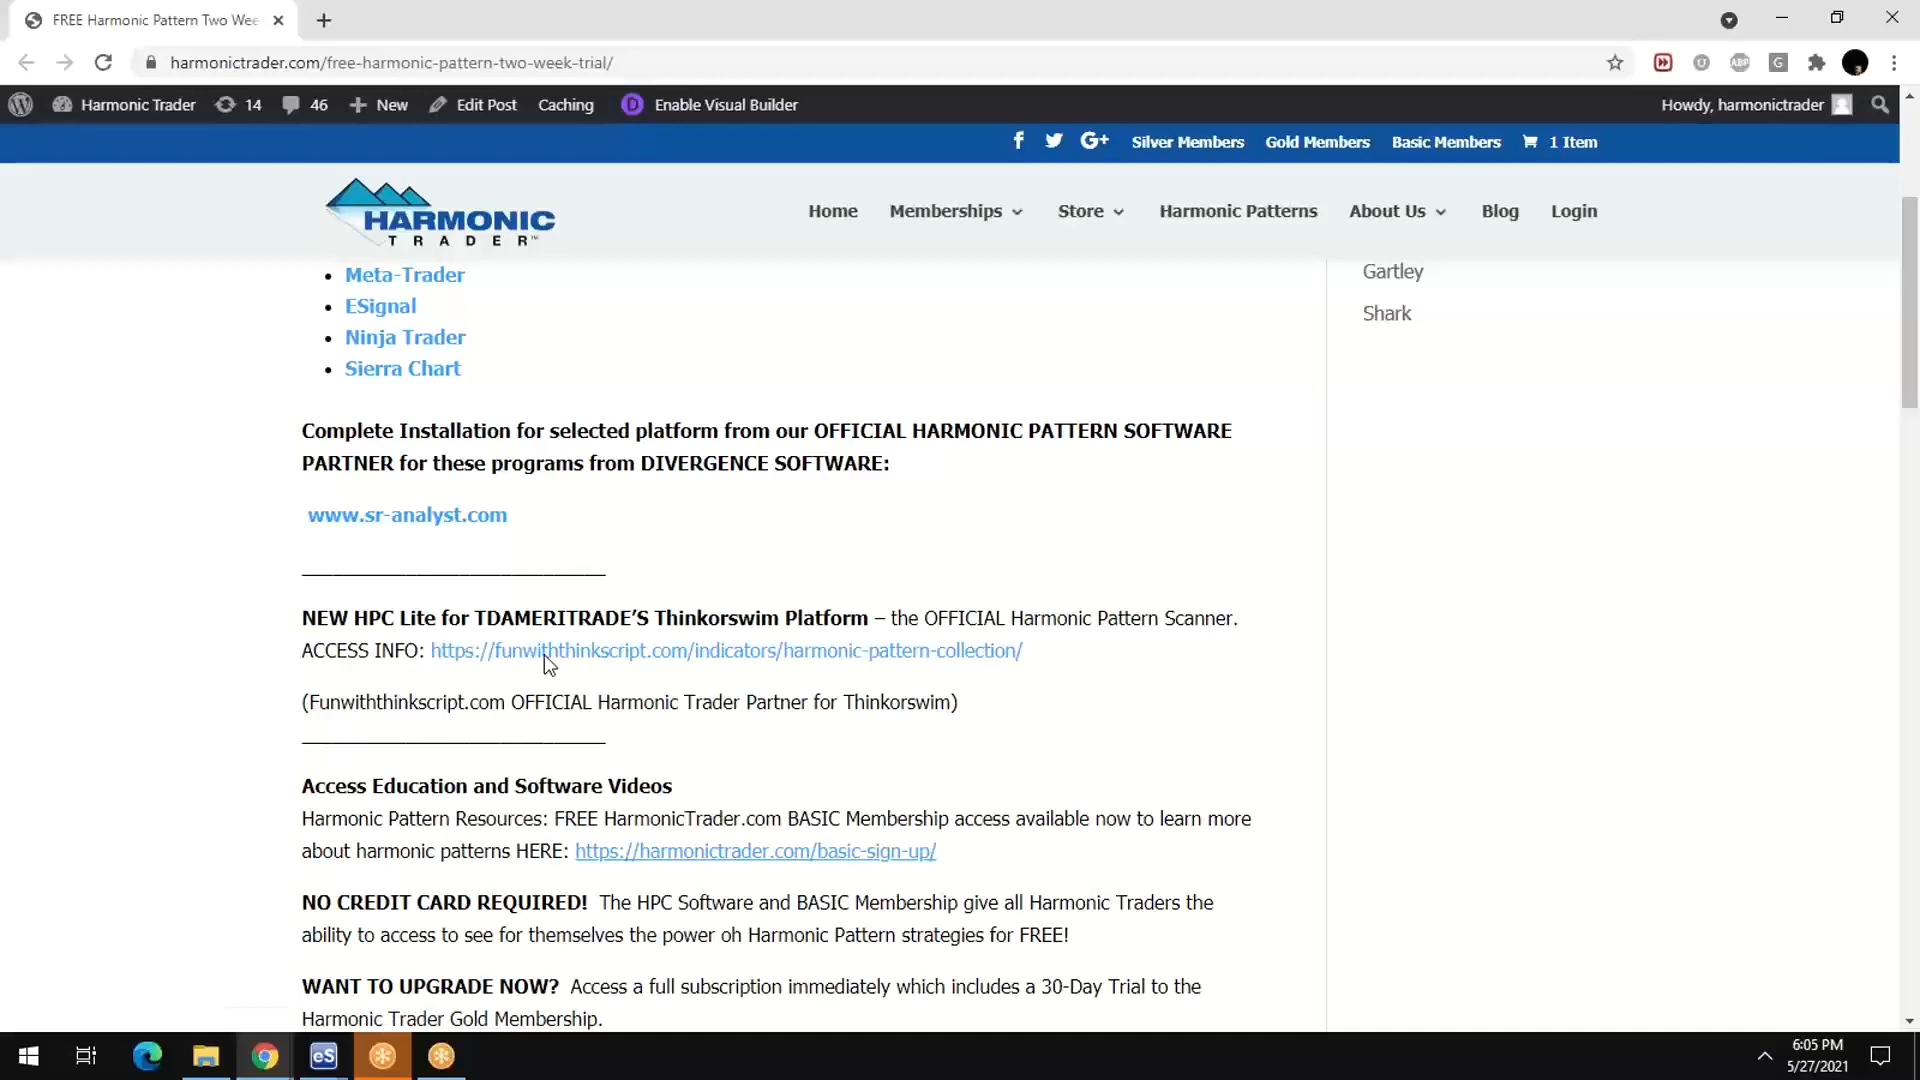 FREE Harmonic Pattern Two Wee
harmonictrader.com/free-harmonic-pattern-two-week-trial/
ABP
G
Harmonic Trader 14 46 New Edit Post Caching D Enable Visual Builder Howdy, harmonictrader
f G+ Silver Members Gold Members Basic Members 1 Item
HARMONIC
TRADER™
Home Memberships Store Harmonic Patterns About Us Blog Login
• Meta-Trader
• ESignal
• Ninja Trader
• Sierra Chart
Gartley
Shark
Complete Installation for selected platform from our OFFICIAL HARMONIC PATTERN SOFTWARE
PARTNER for these programs from DIVERGENCE SOFTWARE:
www.sr-analyst.com
NEW HPC Lite for TDAMERITRADE’S Thinkorswim Platform – the OFFICIAL Harmonic Pattern Scanner.
ACCESS INFO: https://funwiththinkscript.com/indicators/harmonic-pattern-collection/
(Funwiththinkscript.com OFFICIAL Harmonic Trader Partner for Thinkorswim)
Access Education and Software Videos
Harmonic Pattern Resources: FREE HarmonicTrader.com BASIC Membership access available now to learn more
about harmonic patterns HERE: https://harmonictrader.com/basic-sign-up/
NO CREDIT CARD REQUIRED! The HPC Software and BASIC Membership give all Harmonic Traders the
ability to access to see for themselves the power oh Harmonic Pattern strategies for FREE!
WANT TO UPGRADE NOW? Access a full subscription immediately which includes a 30-Day Trial to the
Harmonic Trader Gold Membership.
eS
6:05 PM
5/27/2021